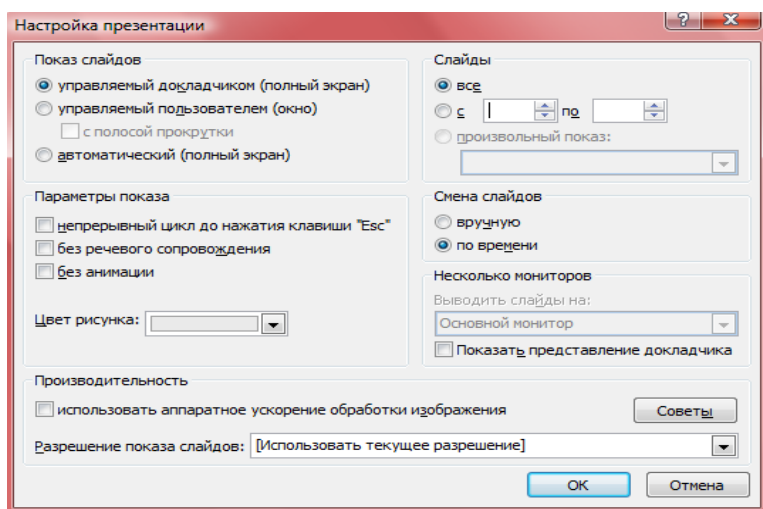 Настройка презентации
Показ слайдов
управляемый докладчиком (полный экран)
управляемый пользователем (окно)
с полосой прокрутки
автоматический (полный экран)
Слайды
все
с по
произвольный показ:
Параметры показа
непрерывный цикл до нажатия клавиши "Esc"
без речевого сопровождения
без анимации
Цвет рисунка:
Смена слайдов
вручную
по времени
Несколько мониторов
Выводить слайды на:
Основной монитор
Показать представление докладчика
Производительность
использовать аппаратное ускорение обработки изображения
Советы
Разрешение показа слайдов: [Использовать текущее разрешение]
ОК Отмена